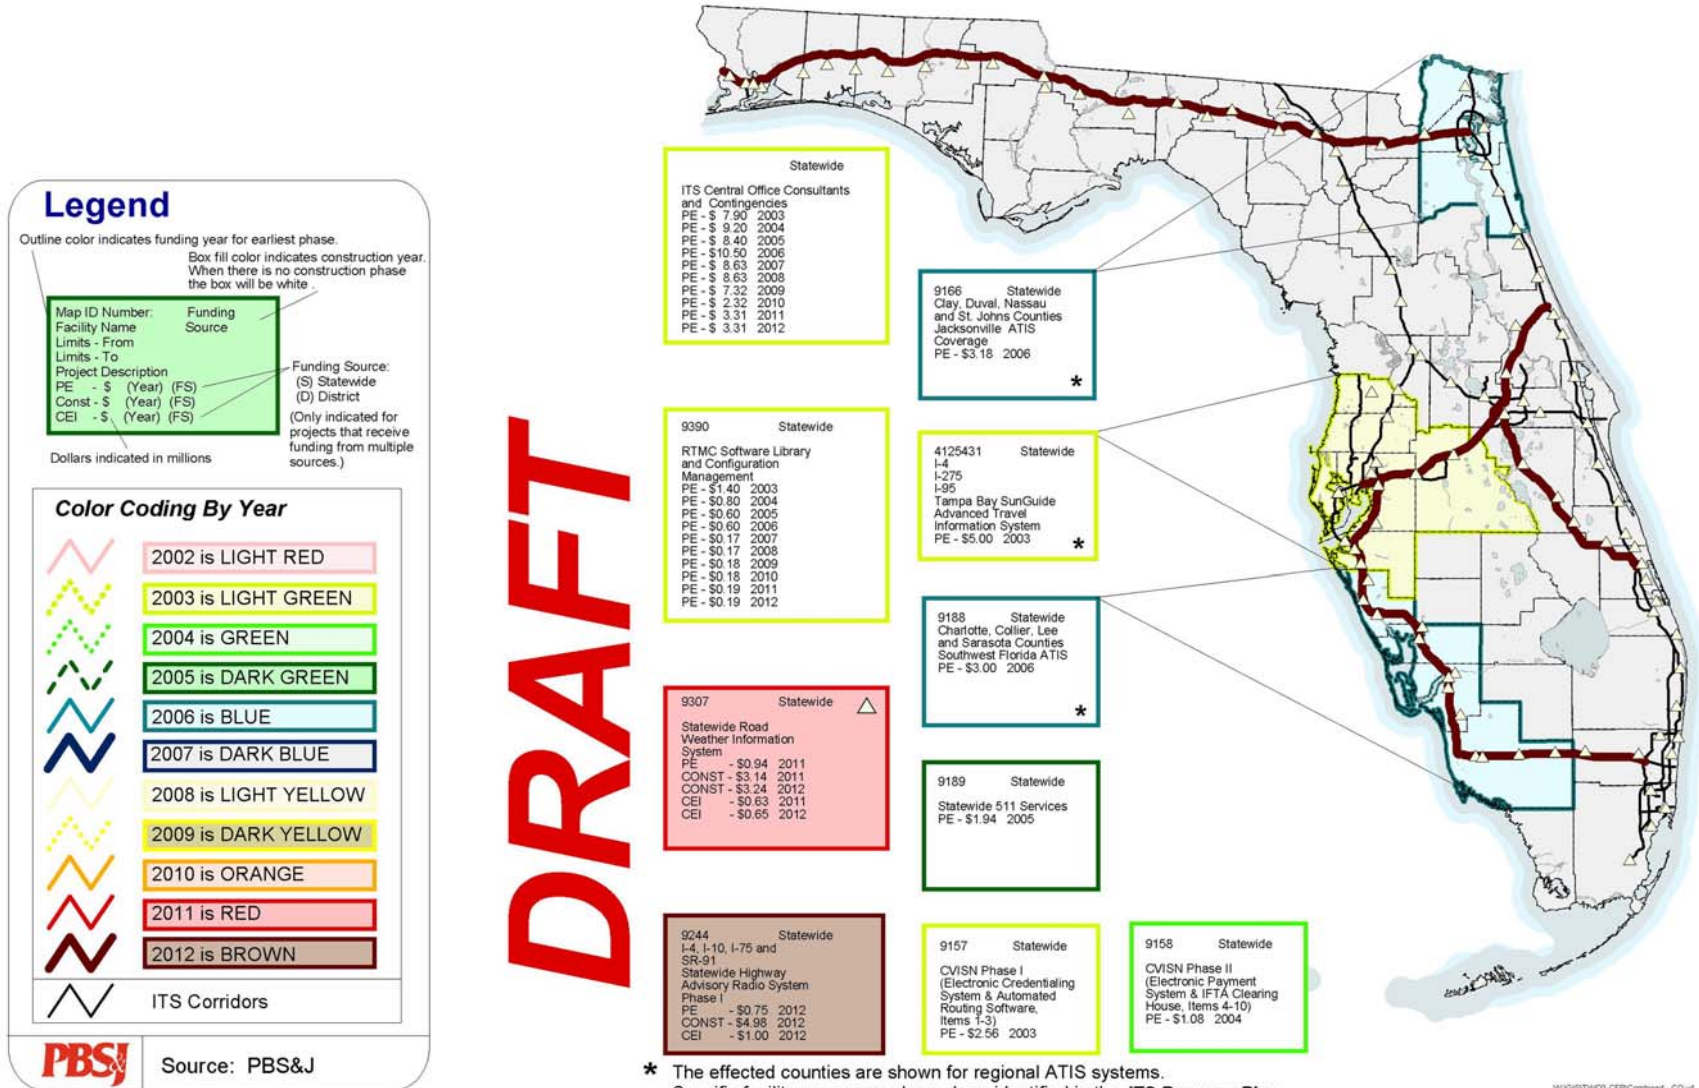 Legend
Outline color indicates funding year for earliest phase.
Box fill color indicates construction year.
When there is no construction phase
the box will be white .
Map ID Number: Funding
Facility Name Source
Limits - From
Limits - To
Project Description
PE - $ (Year) (FS)
Const - $ (Year) (FS)
CEI - $ (Year) (FS)
Funding Source:
(S) Statewide
(D) District
(Only indicated for
projects that receive
funding from multiple
sources.)
Dollars indicated in millions
Color Coding By Year
2002 is LIGHT RED
2003 is LIGHT GREEN
2004 is GREEN
2005 is DARK GREEN
2006 is BLUE
2007 is DARK BLUE
2008 is LIGHT YELLOW
2009 is DARK YELLOW
2010 is ORANGE
2011 is RED
2012 is BROWN
ITS Corridors
PBSJ
Source: PBS&J
DRAFT
Statewide
ITS Central Office Consultants
and Contingencies
PE - $ 7.90 2003
PE - $ 9.20 2004
PE - $ 8.40 2005
PE - $10.50 2006
PE - $ 8.63 2007
PE - $ 8.63 2008
PE - $ 7.32 2009
PE - $ 2.32 2010
PE - $ 3.31 2011
PE - $ 3.31 2012
9390 Statewide
RTMC Software Library
and Configuration
Management
PE - $1.40 2003
PE - $0.80 2004
PE - $0.60 2005
PE - $0.60 2006
PE - $0.17 2007
PE - $0.17 2008
PE - $0.18 2009
PE - $0.18 2010
PE - $0.19 2011
PE - $0.19 2012
9307 Statewide
Statewide Road
Weather Information
System
PE - $0.94 2011
CONST - $3.14 2011
CONST - $3.24 2012
CEI - $0.63 2011
CEI - $0.65 2012
9244 Statewide
I-4, I-10, I-75 and
SR-91
Statewide Highway
Advisory Radio System
Phase I
PE - $0.75 2012
CONST - $4.98 2012
CEI - $1.00 2012
9166 Statewide
Clay, Duval, Nassau
and St. Johns Counties
Jacksonville ATIS
Coverage
PE - $3.18 2006
*
4125431 Statewide
I-4
I-275
I-95
Tampa Bay SunGuide
Advanced Travel
Information System
PE - $5.00 2003
*
9188 Statewide
Charlotte, Collier, Lee
and Sarasota Counties
Southwest Florida ATIS
PE - $3.00 2006
*
9189 Statewide
Statewide 511 Services
PE - $1.94 2005
9157 Statewide
CVISN Phase I
(Electronic Credentialing
System & Automated
Routing Software,
Items 1-3)
PE - $2.56 2003
9158 Statewide
CVISN Phase II
(Electronic Payment
System & IFTA Clearing
House, Items 4-10)
PE - $1.08 2004
* The effected counties are shown for regional ATIS systems.